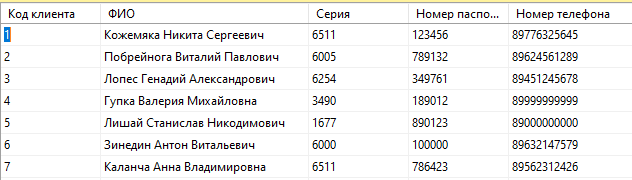 Код клиента ФИО Серия Номер паспо... Номер телефона
1 Кожемяка Никита Сергеевич 6511 123456 89776325645
2 Побрейнога Виталий Павлович 6005 789132 89624561289
3 Лопес Генадий Александрович 6254 349761 89451245678
4 Гупка Валерия Михайловна 3490 189012 89999999999
5 Лишай Станислав Никодимович 1677 890123 89000000000
6 Зинедин Антон Витальевич 6000 100000 89632147579
7 Каланча Анна Владимировна 6511 786423 89562312426